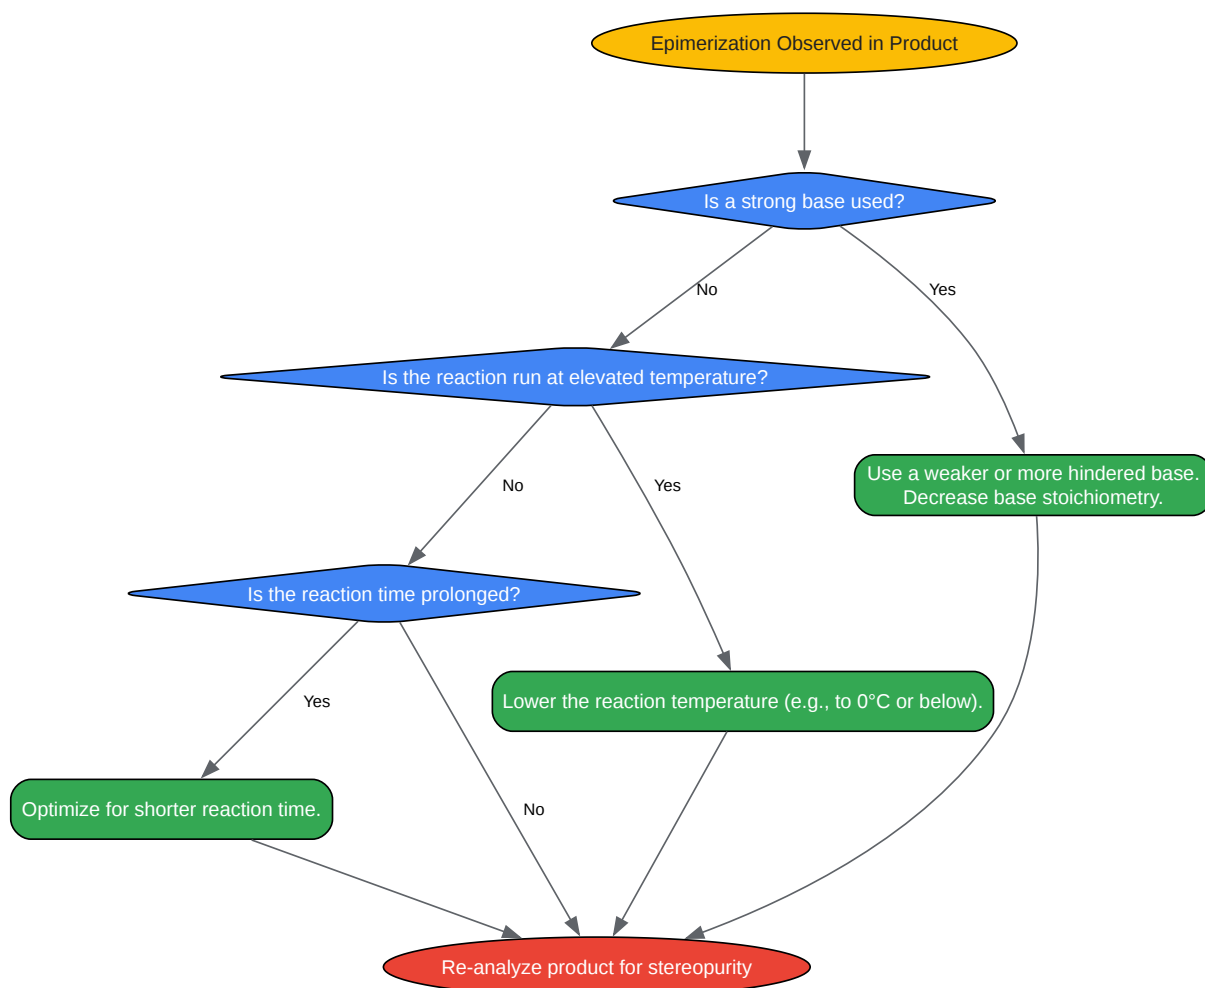 Epimerization Observed in Product
Is a strong base used?
No
Yes
Is the reaction run at elevated temperature?
No
Yes
Use a weaker or more hindered base.
Decrease base stoichiometry.
Is the reaction time prolonged?
Yes
Lower the reaction temperature (e.g., to 0°C or below).
Optimize for shorter reaction time.
No
Re-analyze product for stereopurity